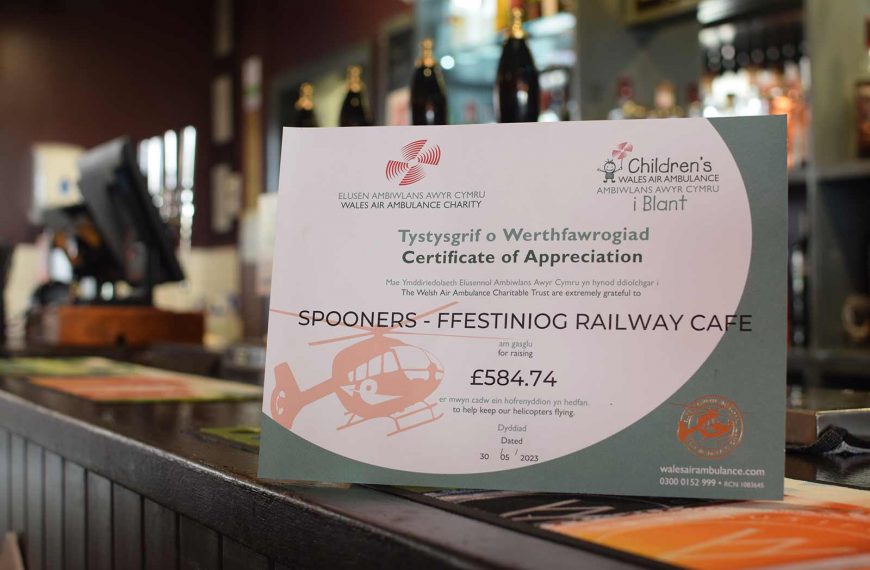 ELUSEN AMBIWLANS AWYR CYMRU
WALES AIR AMBULANCE CHARITY
Children's
WALES AIR AMBULANCE
AMBIWLANS AWYR CYMRU
i Blant
Tystysgrif o Werthfawrogiad
Certificate of Appreciation
Mae Ymddiriedolaeth Elusennol Ambiwlans Awyr Cymru yn hynod ddiolchgar i
The Welsh Air Ambulance Charitable Trust are extremely grateful to
SPOONERS - FFESTINIOG RAILWAY CAFE
am gasglu
for raising
£584.74
er mwyn cadw ein hofrenyddion yn hedfan.
to help keep our helicopters flying.
Dyddiad
Dated
30 / 05 / 2023
walesairambulance.com
0300 0152 999 • RCN 1083645